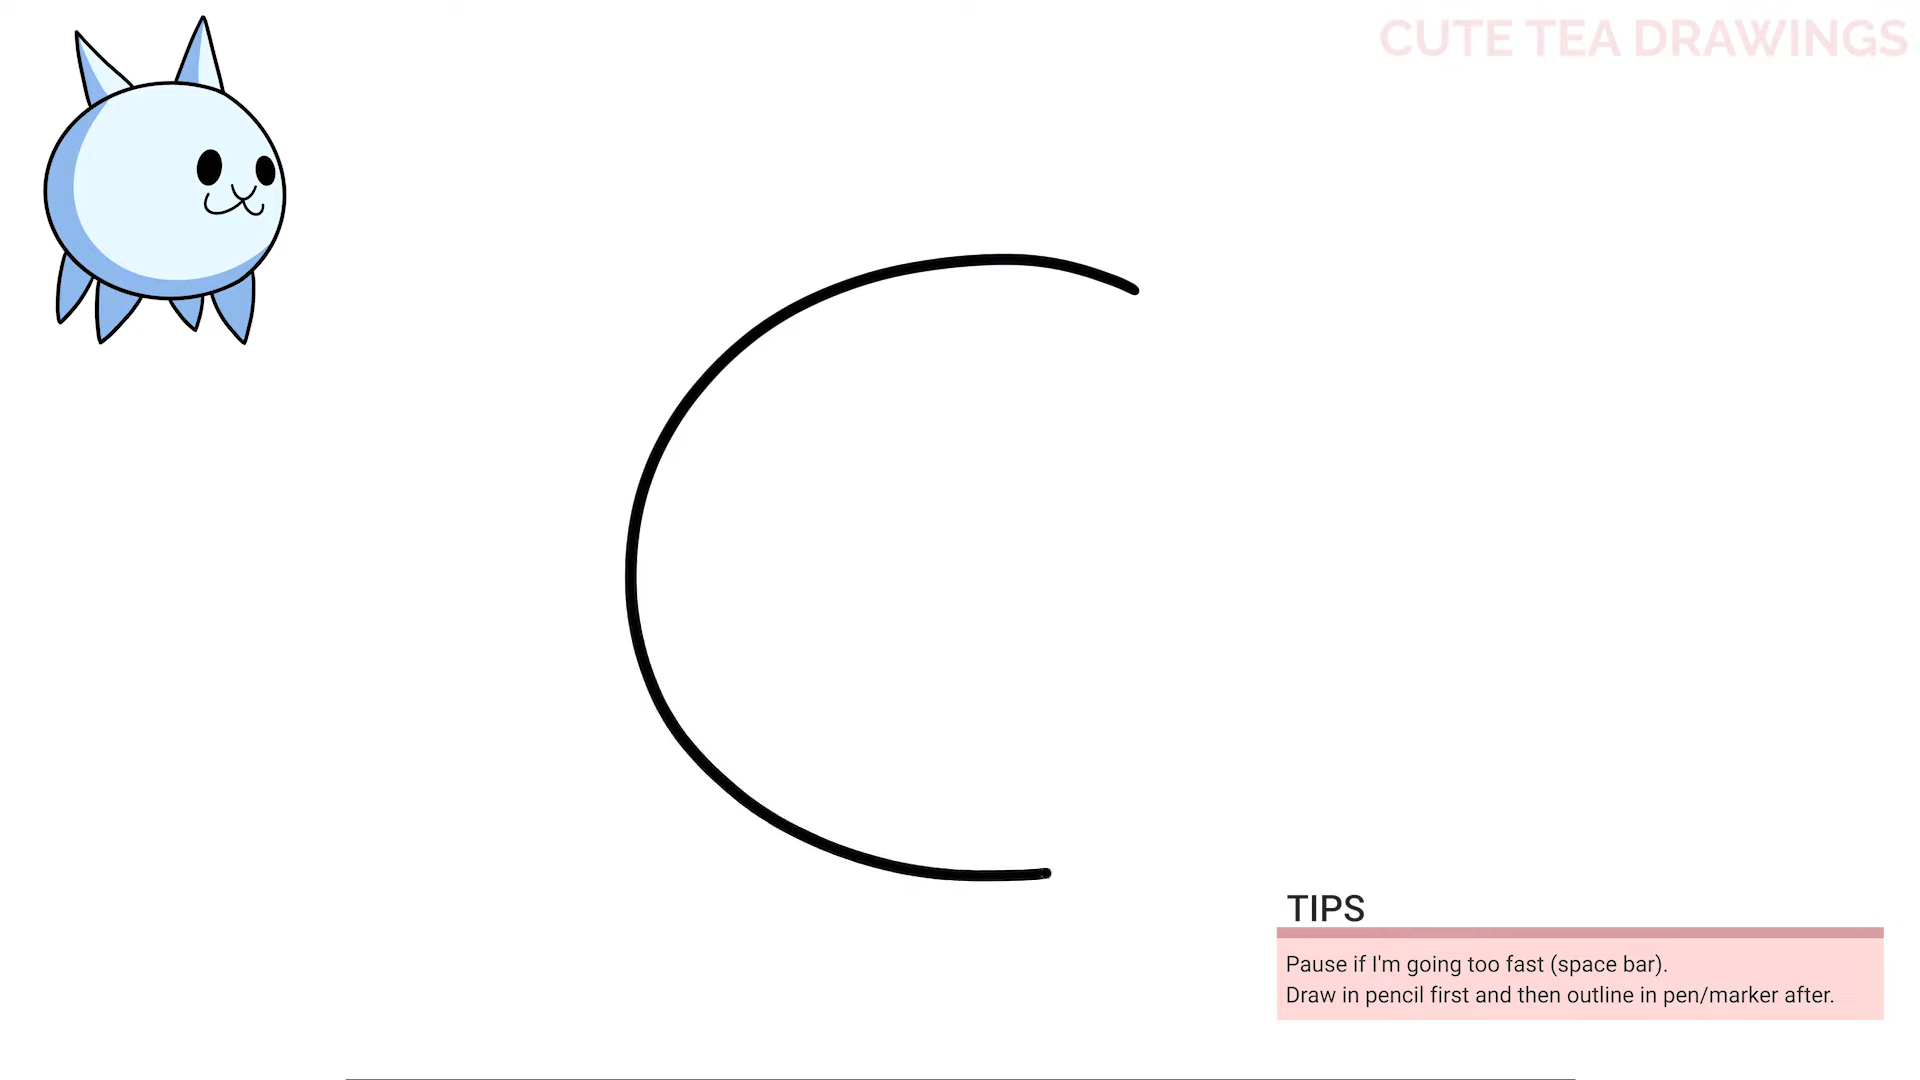 CUTE TEA DRAWINGS
TIPS
Pause if I'm going too fast (space bar).
Draw in pencil first and then outline in pen/marker after.